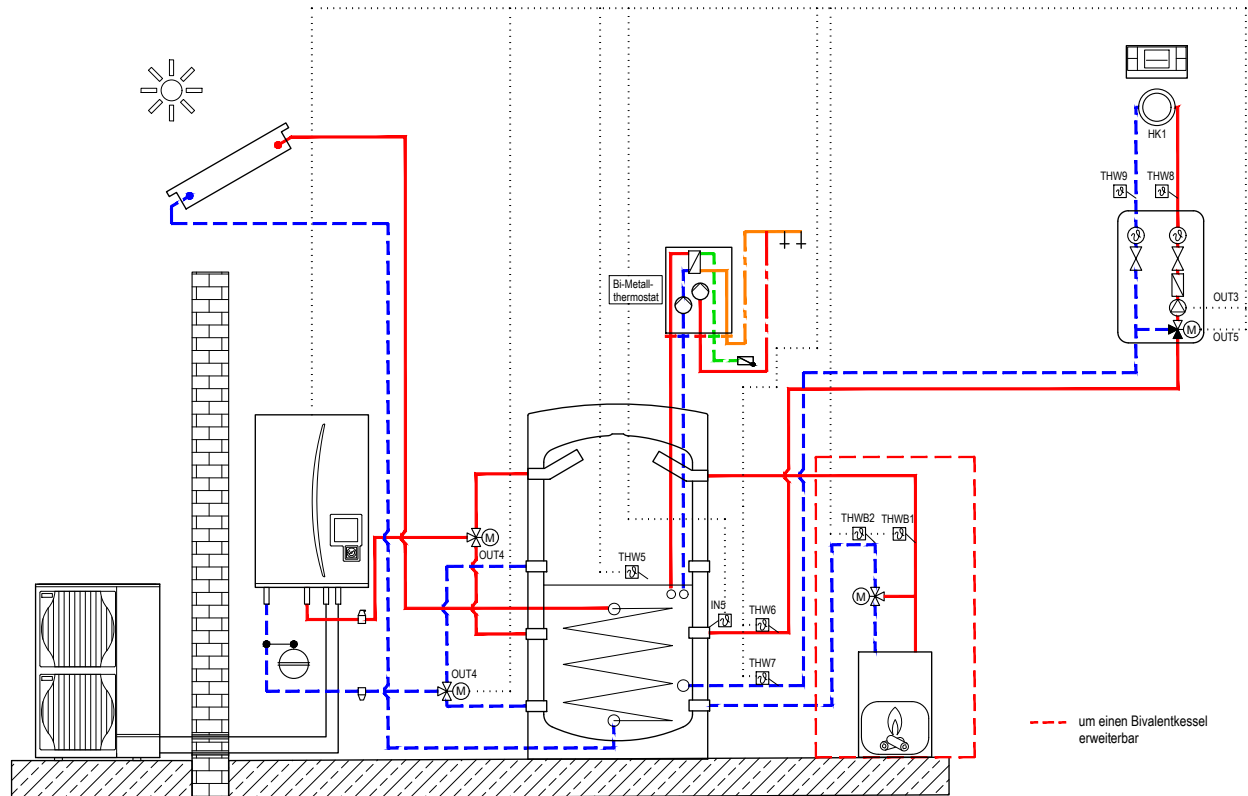 HK1
THW9
THW8
Bi-Metall-
thermostat
OUT3
M
OUT5
THWB2
THWB1
M
OUT4
THW5
M
IN5
THW6
OUT4
THW7
M
um einen Bivalentkessel
erweiterbar